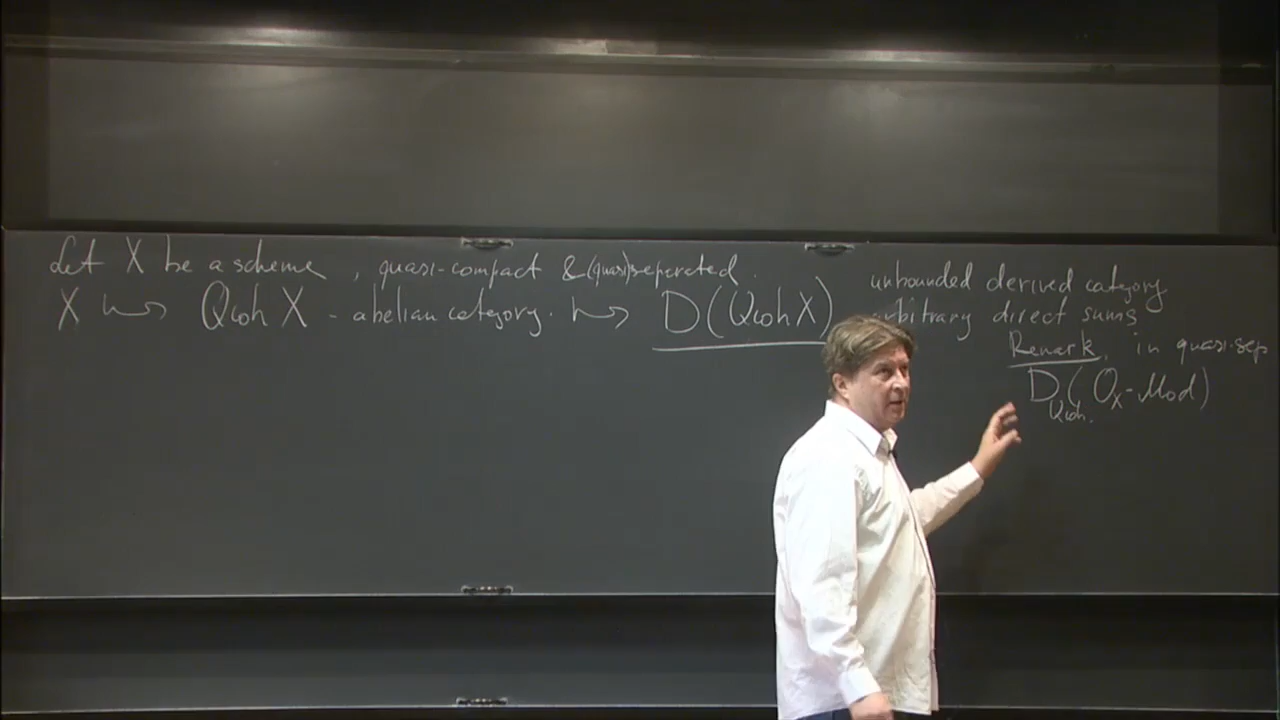 Let X be a scheme, quasi-compact & (quasi)seperated.
X ⇝ Qcoh X - abelian category. ⇝ D(Qcoh X)
unbounded derived category
arbitrary direct sums
Remark, in quasi-sep
D_Qcoh.(O_X-Mod)